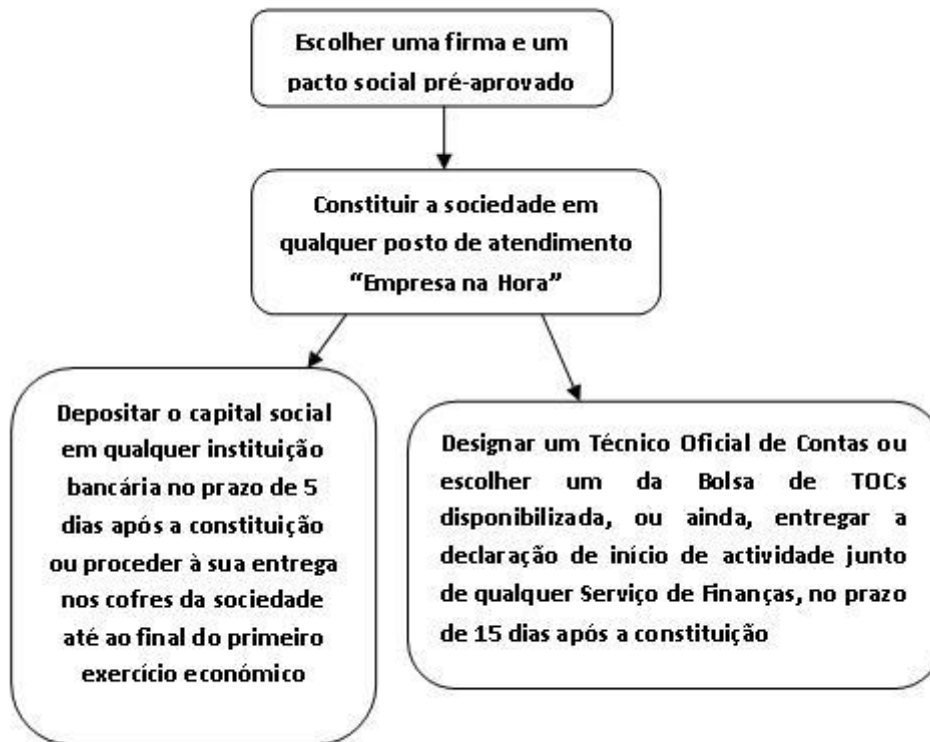 Escolher uma firma e um
pacto social pré-aprovado
Constituir a sociedade em
qualquer posto de atendimento
“Empresa na Hora”
Depositar o capital social
em qualquer instituição
bancária no prazo de 5
dias após a constituição
ou proceder à sua entrega
nos cofres da sociedade
até ao final do primeiro
exercício económico
Designar um Técnico Oficial de Contas ou
escolher um da Bolsa de TOCs
disponibilizada, ou ainda, entregar a
declaração de início de actividade junto
de qualquer Serviço de Finanças, no prazo
de 15 dias após a constituição